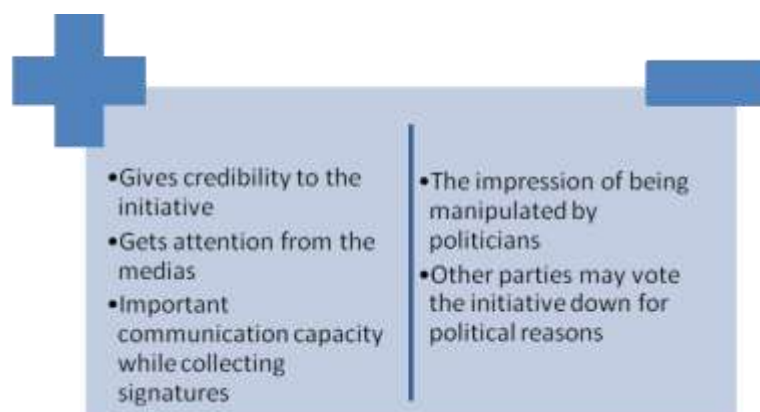 •Gives credibility to the
initiative
•Gets attention from the
medias
•Important
communication capacity
while collecting
signatures
•The impression of being
manipulated by
politicians
•Other parties may vote
the initiative down for
political reasons